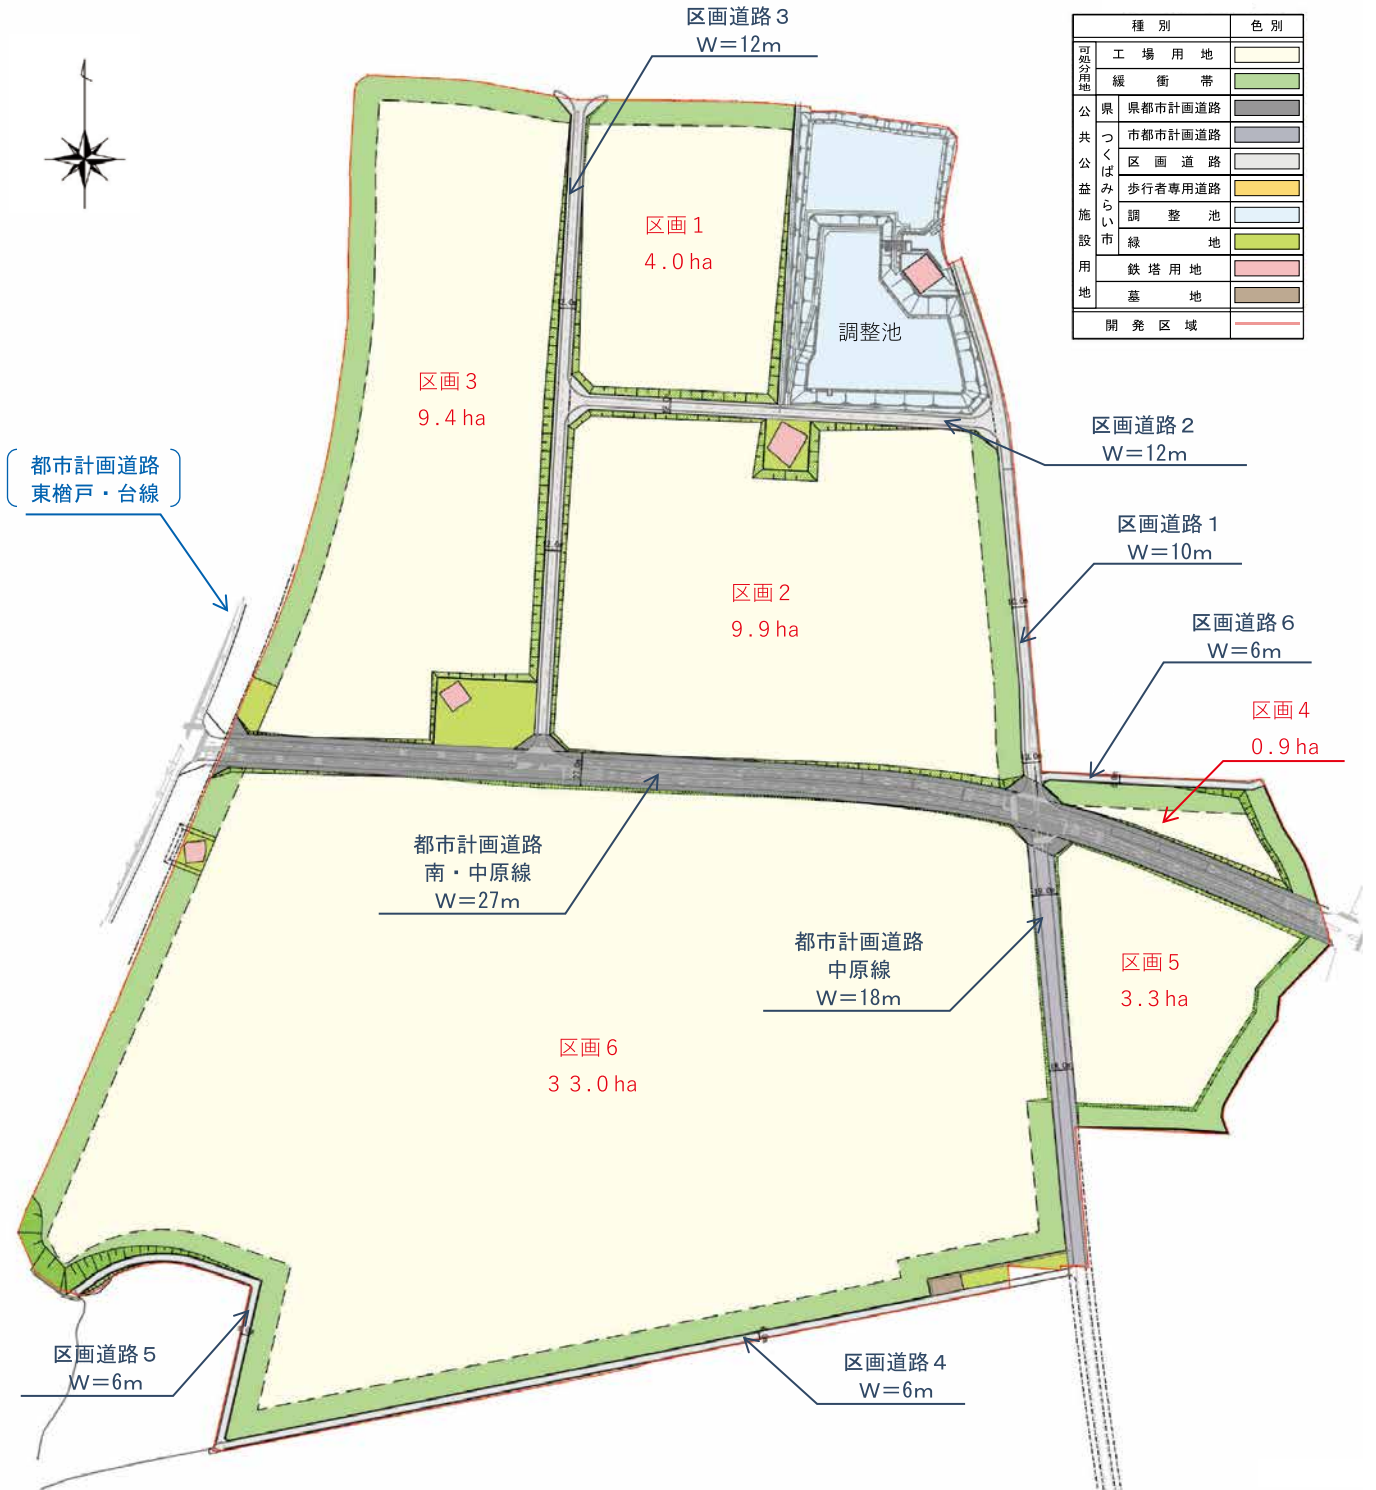 区画道路３
W＝12m
種別
色別
可処分用地
工場用地
緩衝帯
公共公益施設用地
県
県都市計画道路
つくばみらい市
市都市計画道路
区画道路
歩行者専用道路
調整池
緑地
鉄塔用地
墓地
開発区域
区画１
4.0ha
調整池
区画３
9.4ha
区画道路２
W＝12m
都市計画道路
東楢戸・台線
区画道路１
W＝10m
区画２
9.9ha
区画道路６
W＝6m
区画４
0.9ha
都市計画道路
南・中原線
W＝27m
都市計画道路
中原線
W＝18m
区画５
3.3ha
区画６
33.0ha
区画道路５
W＝6m
区画道路４
W＝6m